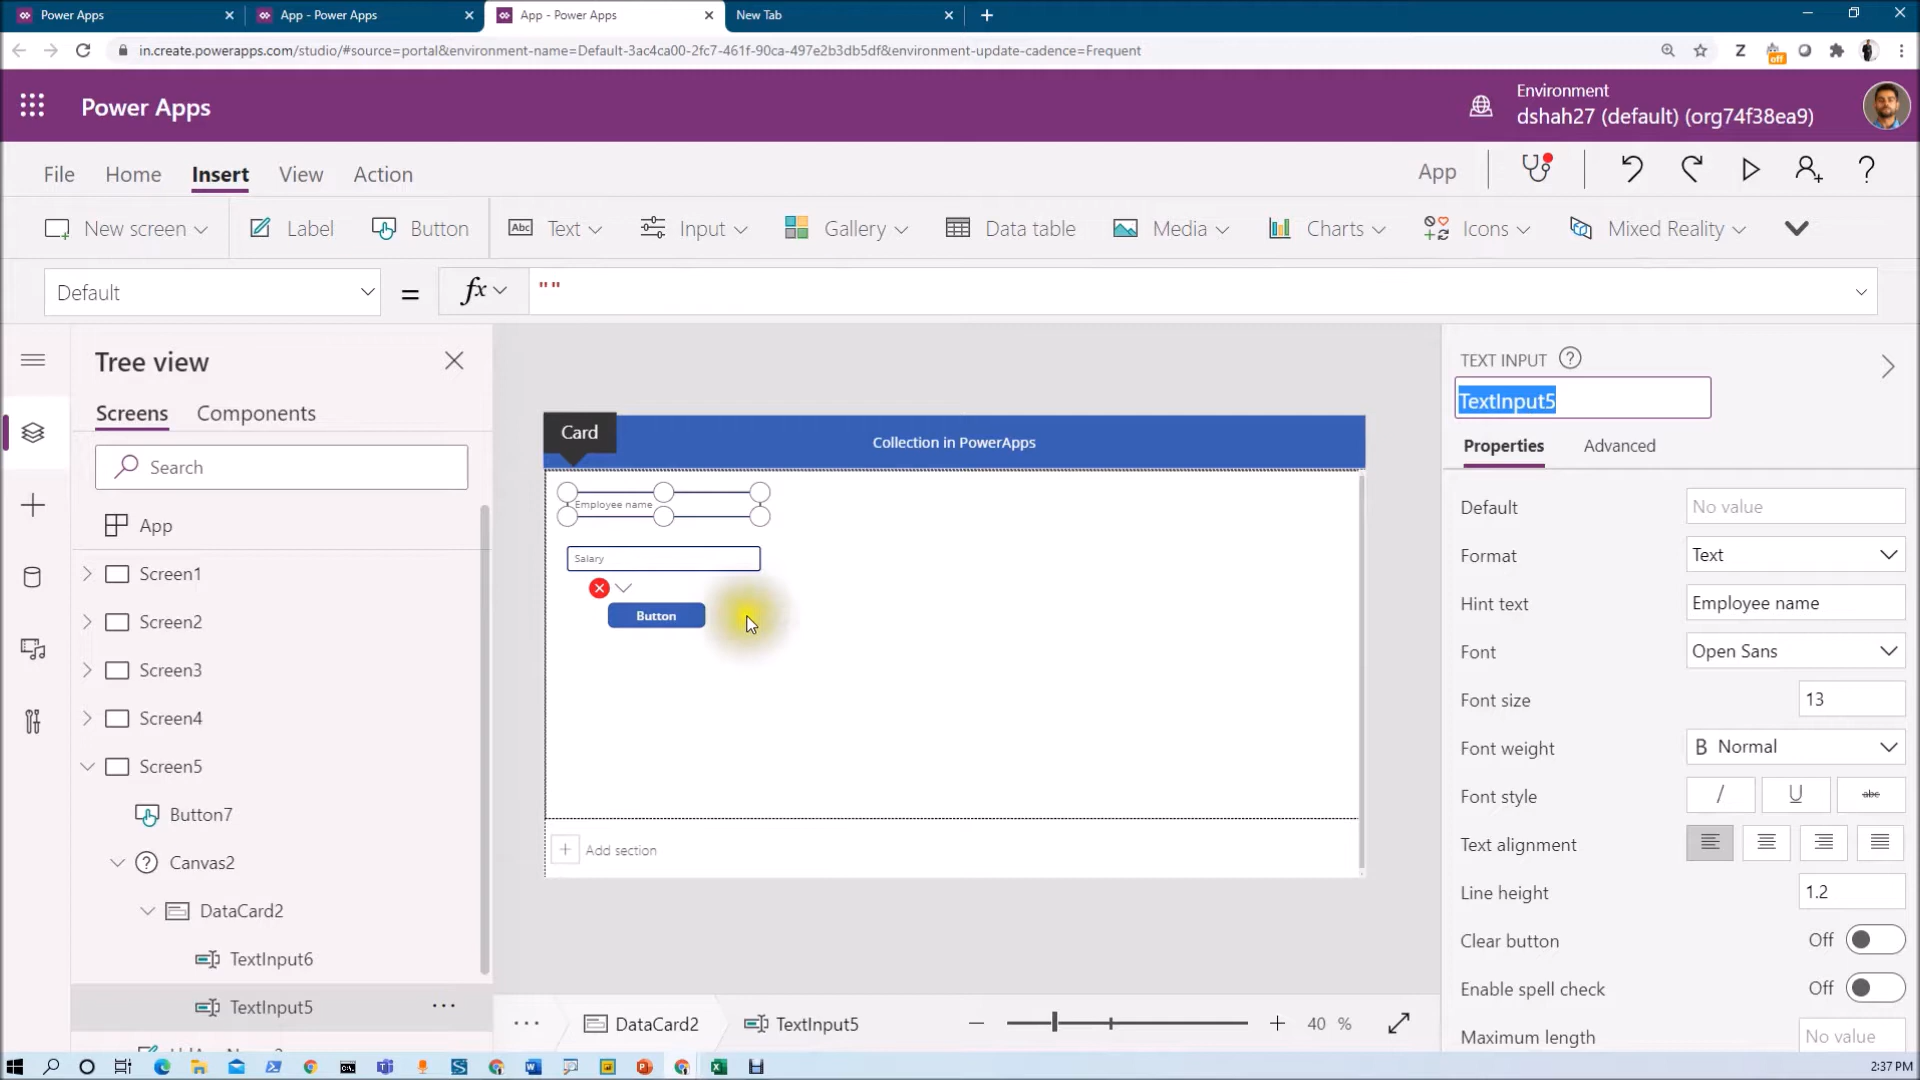 Power Apps
App - Power Apps
App - Power Apps
New Tab
in.create.powerapps.com/studio/#source=portal&environment-name=Default-3ac4ca00-2fc7-461f-90ca-497e2b3db5df&environment-update-cadence=Frequent
Z
off
Power Apps
Environment
dshah27 (default) (org74f38ea9)
File Home Insert View Action
App
New screen
Label
Button
Abc Text
Input
Gallery
Data table
Media
Charts
Icons
Mixed Reality
Default = fx ""
Tree view
Screens Components
Search
App
Screen1
Screen2
Screen3
Screen4
Screen5
Button7
Canvas2
DataCard2
TextInput6
TextInput5
Card
Collection in PowerApps
Employee name
Salary
Button
Add section
DataCard2
TextInput5
40 %
TEXT INPUT
TextInput5
Properties Advanced
Default No value
Format Text
Hint text Employee name
Font Open Sans
Font size 13
Font weight B Normal
Font style / U abc
Text alignment
Line height 1.2
Clear button Off
Enable spell check Off
Maximum length No value
2:37 PM